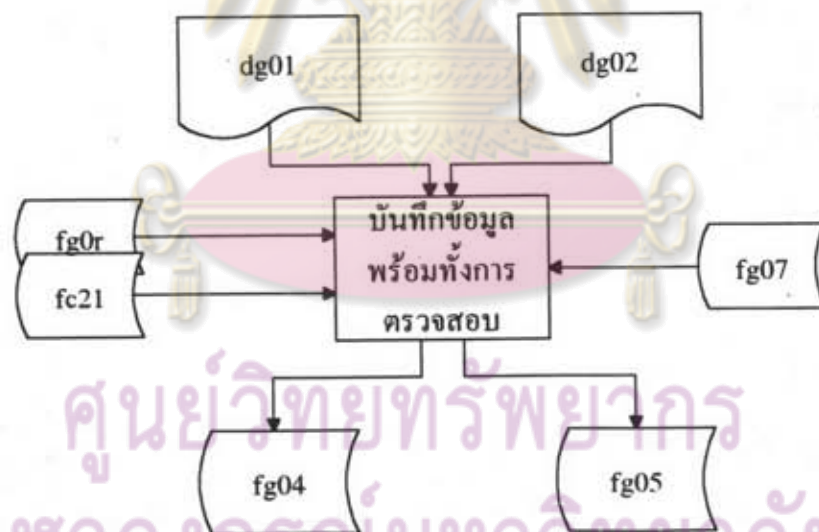 dg01
dg02
fg0r
fc21
บันทึกข้อมูล
พร้อมทั้งการ
ตรวจสอบ
fg07
fg04
fg05
ศูนย์วิทยทรัพยากร